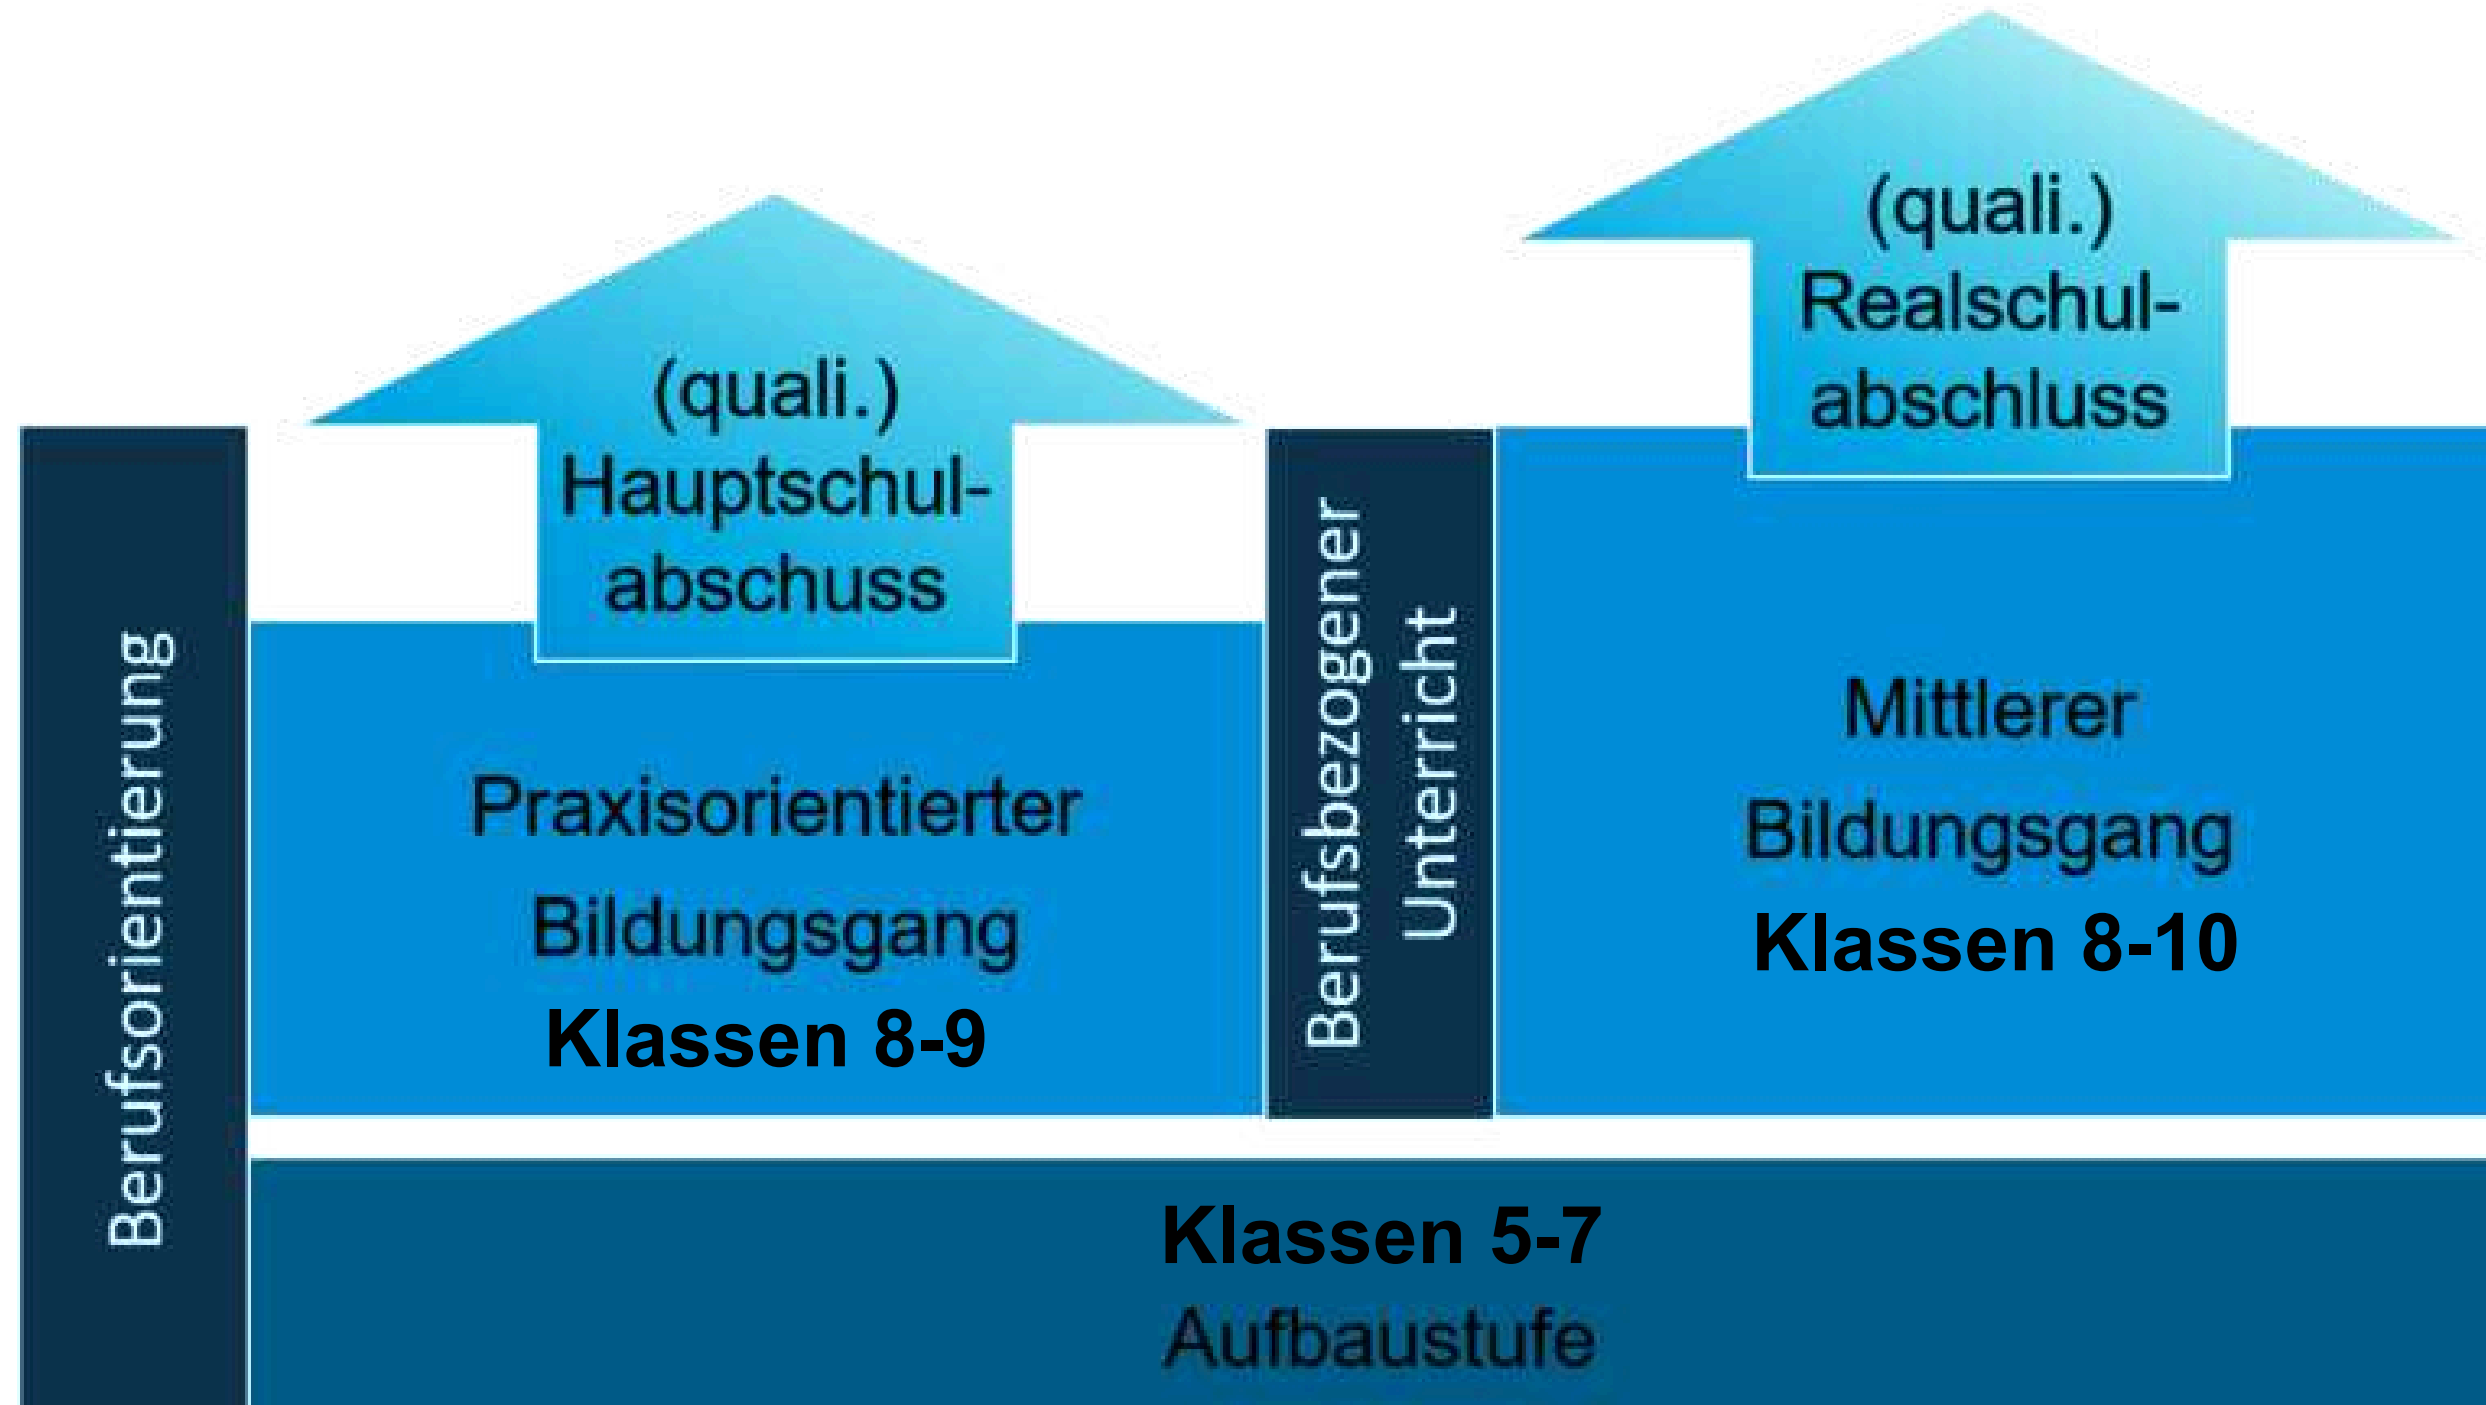 (quali.)
Realschul-
abschluss
(quali.)
Hauptschul-
abschuss
Berufsorientierung
Praxisorientierter
Bildungsgang
Klassen 8-9
Berufsbezogener
Unterricht
Mittlerer
Bildungsgang
Klassen 8-10
Klassen 5-7
Aufbaustufe